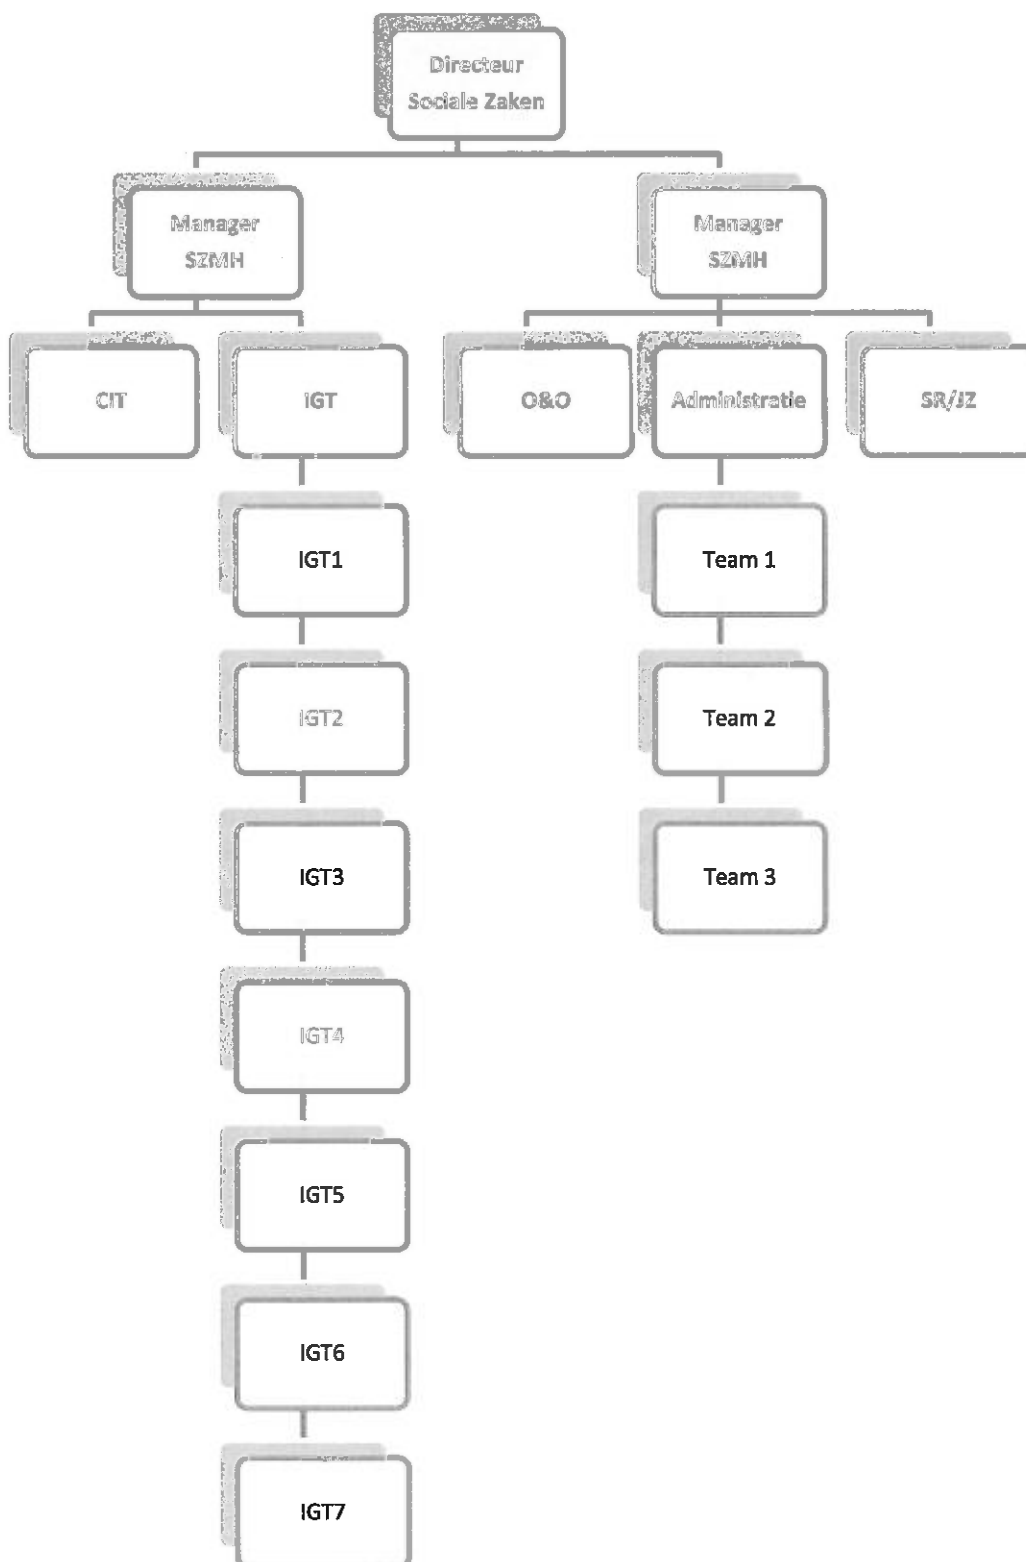 Directeur
Sociale Zaken
Manager
SZMH
Manager
SZMH
CIT
IGT
O&O
Administratie
SR/JZ
IGT1
Team 1
IGT2
Team 2
IGT3
Team 3
IGT4
IGT5
IGT6
IGT7